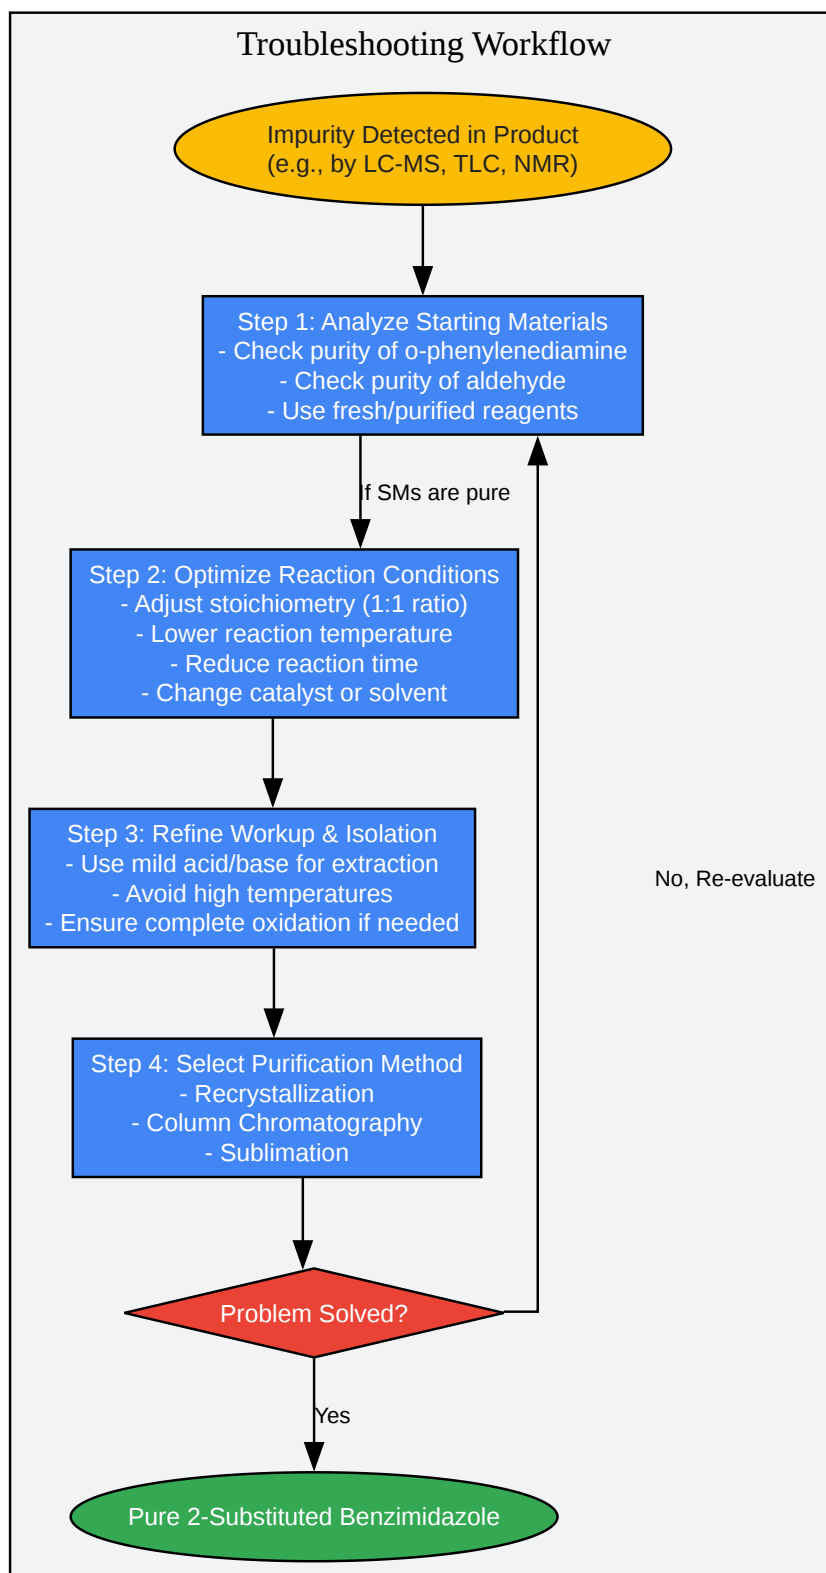 Troubleshooting Workflow
Impurity Detected in Product
(e.g., by LC-MS, TLC, NMR)
Step 1: Analyze Starting Materials
- Check purity of o-phenylenediamine
- Check purity of aldehyde
- Use fresh/purified reagents
If SMs are pure
Step 2: Optimize Reaction Conditions
- Adjust stoichiometry (1:1 ratio)
- Lower reaction temperature
- Reduce reaction time
- Change catalyst or solvent
Step 3: Refine Workup & Isolation
- Use mild acid/base for extraction
- Avoid high temperatures
- Ensure complete oxidation if needed
No, Re-evaluate
Step 4: Select Purification Method
- Recrystallization
- Column Chromatography
- Sublimation
Problem Solved?
Yes
Pure 2-Substituted Benzimidazole